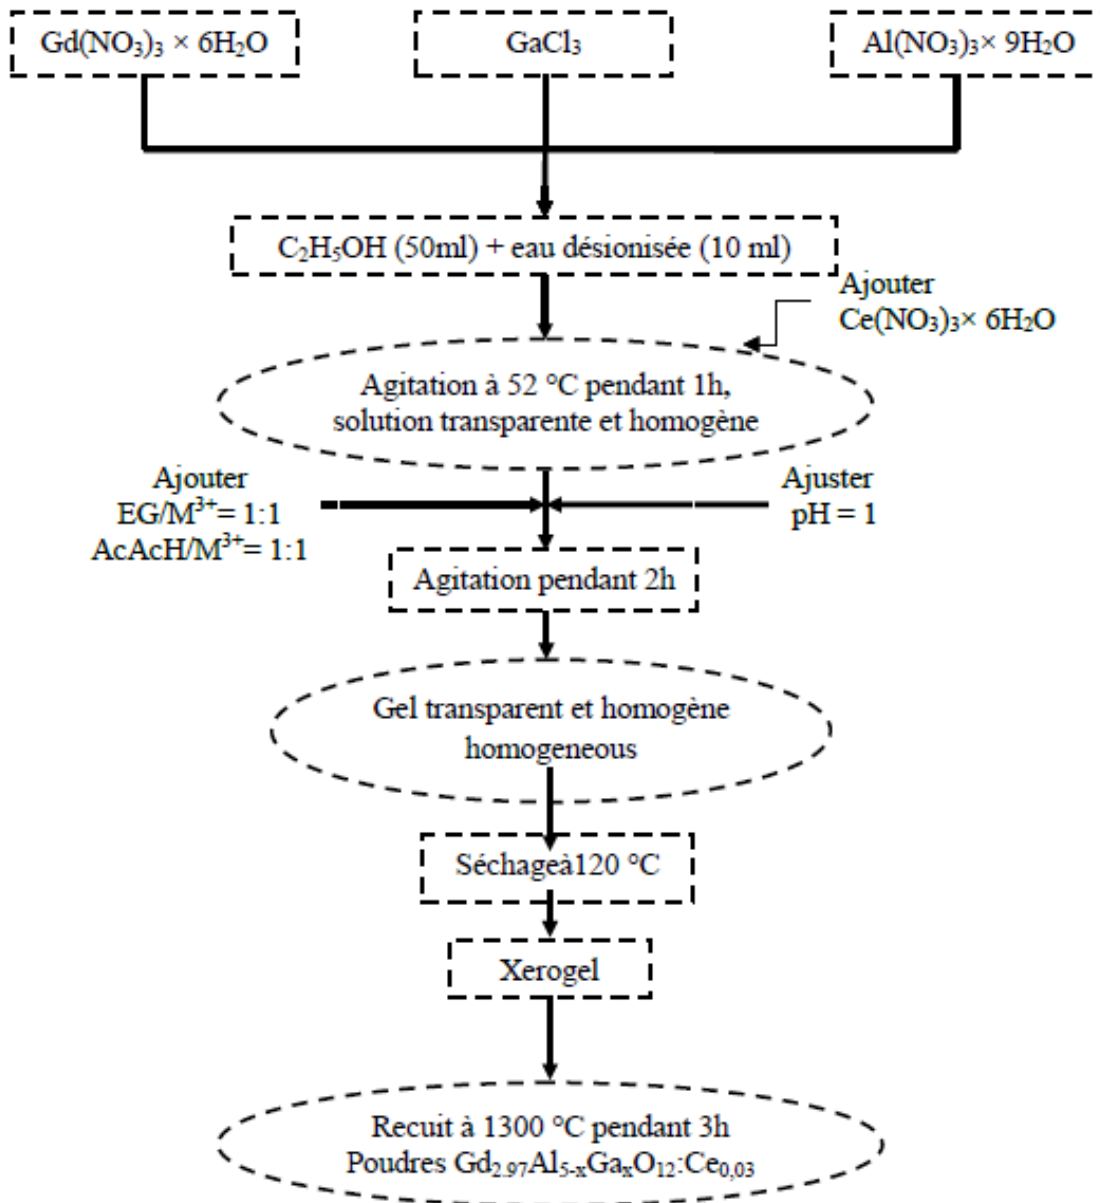 Gd(NO₃)₃ × 6H₂O
GaCl₃
Al(NO₃)₃× 9H₂O
C₂H₅OH (50ml) + eau désionisée (10 ml)
Ajouter
Ce(NO₃)₃× 6H₂O
Agitation à 52 °C pendant 1h,
solution transparente et homogène
Ajouter
EG/M³⁺= 1:1
AcAcH/M³⁺= 1:1
Ajuster
pH = 1
Agitation pendant 2h
Gel transparent et homogène
homogeneous
Séchageà120 °C
Xerogel
Recuit à 1300 °C pendant 3h
Poudres Gd₂.₉₇Al₅₋ₓGaₓO₁₂:Ce₀,₀₃